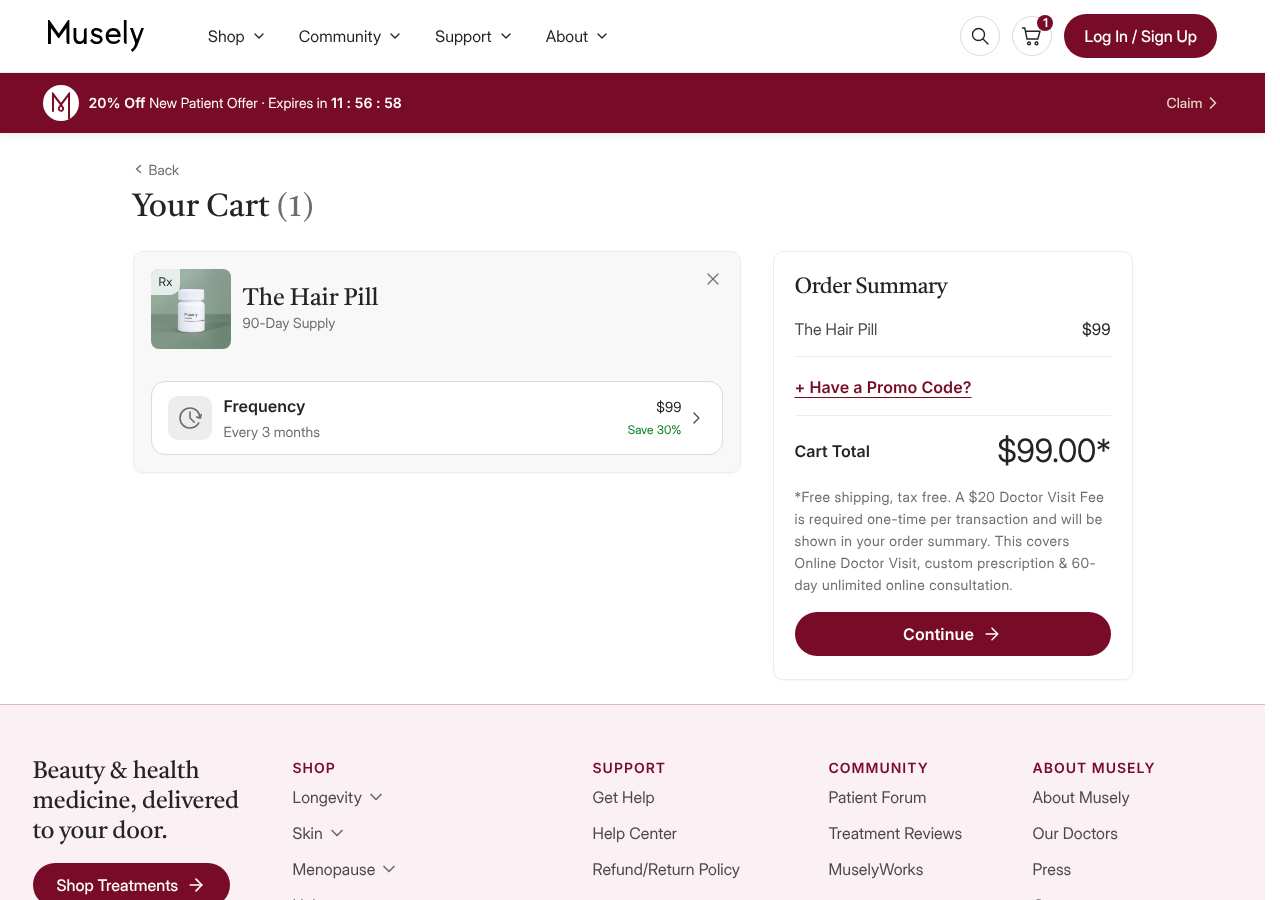 Musely
Shop
Community
Support
About
1
Log In / Sign Up
20% Off New Patient Offer · Expires in 11 : 56 : 58
Claim
Back
Your Cart (1)
Rx
The Hair Pill
90-Day Supply
Frequency
Every 3 months
$99
Save 30%
Order Summary
The Hair Pill
$99
+ Have a Promo Code?
Cart Total
$99.00*
*Free shipping, tax free. A $20 Doctor Visit Fee
is required one-time per transaction and will be
shown in your order summary. This covers
Online Doctor Visit, custom prescription & 60-
day unlimited online consultation.
Continue
Beauty & health
medicine, delivered
to your door.
Shop Treatments
SHOP
Longevity
Skin
Menopause
SUPPORT
Get Help
Help Center
Refund/Return Policy
COMMUNITY
Patient Forum
Treatment Reviews
MuselyWorks
ABOUT MUSELY
About Musely
Our Doctors
Press